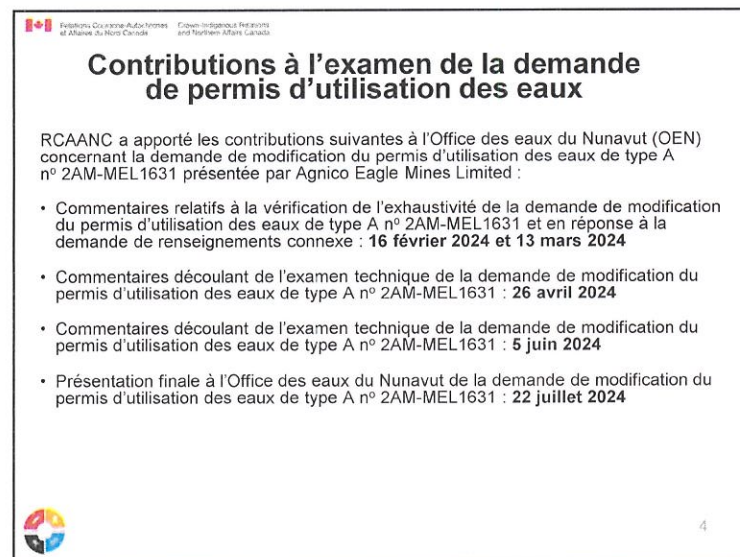 Relations Couronne-Autochtones Crown-Indigenous Relations
et Affaires du Nord Canada and Northern Affairs Canada
Contributions à l’examen de la demande
de permis d’utilisation des eaux
RCAANC a apporté les contributions suivantes à l’Office des eaux du Nunavut (OEN)
concernant la demande de modification du permis d’utilisation des eaux de type A
nº 2AM-MEL1631 présentée par Agnico Eagle Mines Limited :
• Commentaires relatifs à la vérification de l’exhaustivité de la demande de modification
du permis d’utilisation des eaux de type A nº 2AM-MEL1631 et en réponse à la
demande de renseignements connexe : 16 février 2024 et 13 mars 2024
• Commentaires découlant de l’examen technique de la demande de modification du
permis d’utilisation des eaux de type A nº 2AM-MEL1631 : 26 avril 2024
• Commentaires découlant de l’examen technique de la demande de modification du
permis d’utilisation des eaux de type A nº 2AM-MEL1631 : 5 juin 2024
• Présentation finale à l’Office des eaux du Nunavut de la demande de modification du
permis d’utilisation des eaux de type A nº 2AM-MEL1631 : 22 juillet 2024
4